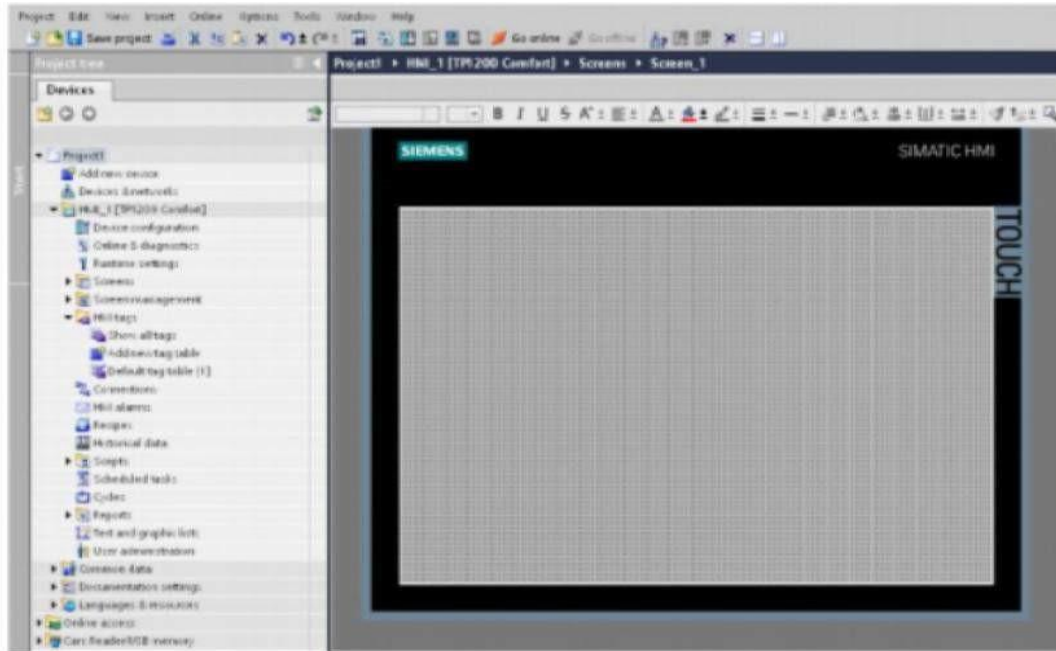 Project Edit View Insert Online Options Tools Window Help
Save project Go online Go offline
Project tree
Project1 ▸ HMI_1 [TP1200 Comfort] ▸ Screens ▸ Screen_1
Devices
B I U S A
SIEMENS
SIMATIC HMI
TOUCH
Start
Project1
Add new device
Devices & networks
HMI_1 [TP1200 Comfort]
Device configuration
Online & diagnostics
Runtime settings
Screens
Screen management
HMI tags
Show all tags
Add new tag table
Default tag table [1]
Connections
HMI alarms
Recipes
Historical data
Scripts
Scheduled tasks
Cycles
Reports
Text and graphic lists
User administration
Common data
Documentation settings
Languages & resources
Online access
Card Reader/USB memory